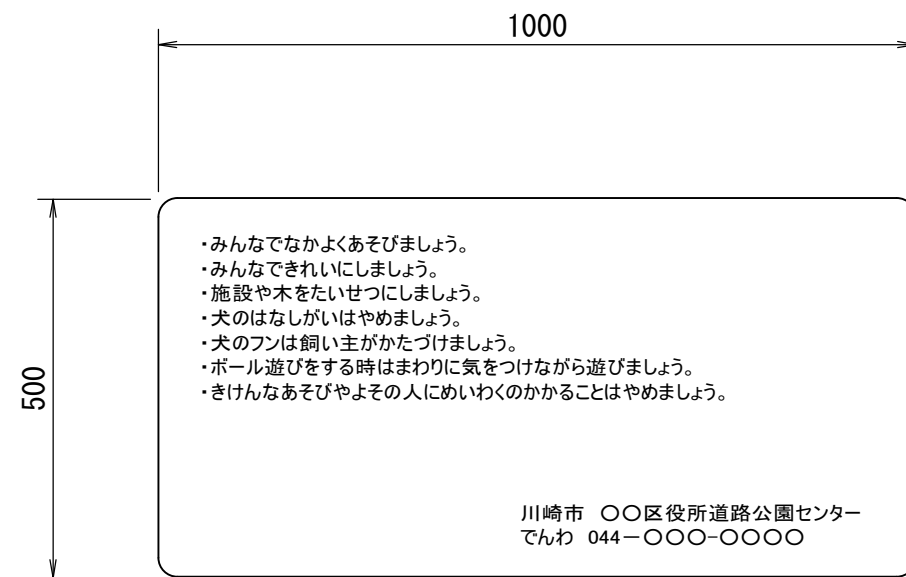 1000
500
・みんなでなかよくあそびましょう。
・みんなできれいにしましょう。
・施設や木をたいせつにしましょう。
・犬のはなしがいはやめましょう。
・犬のフンは飼い主がかたづけましょう。
・ボール遊びをする時はまわりに気をつけながら遊びましょう。
・きけんなあそびやよその人にめいわくのかかることはやめましょう。
川崎市 〇〇区役所道路公園センター
でんわ 044－〇〇〇-〇〇〇〇